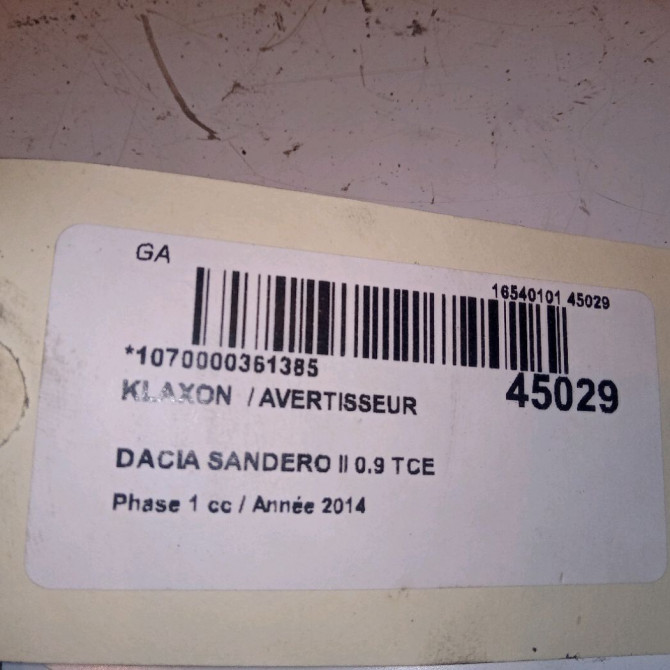 GA
16540101 45029
*1070000361385
45029
KLAXON / AVERTISSEUR
DACIA SANDERO II 0.9 TCE
Phase 1 cc / Année 2014